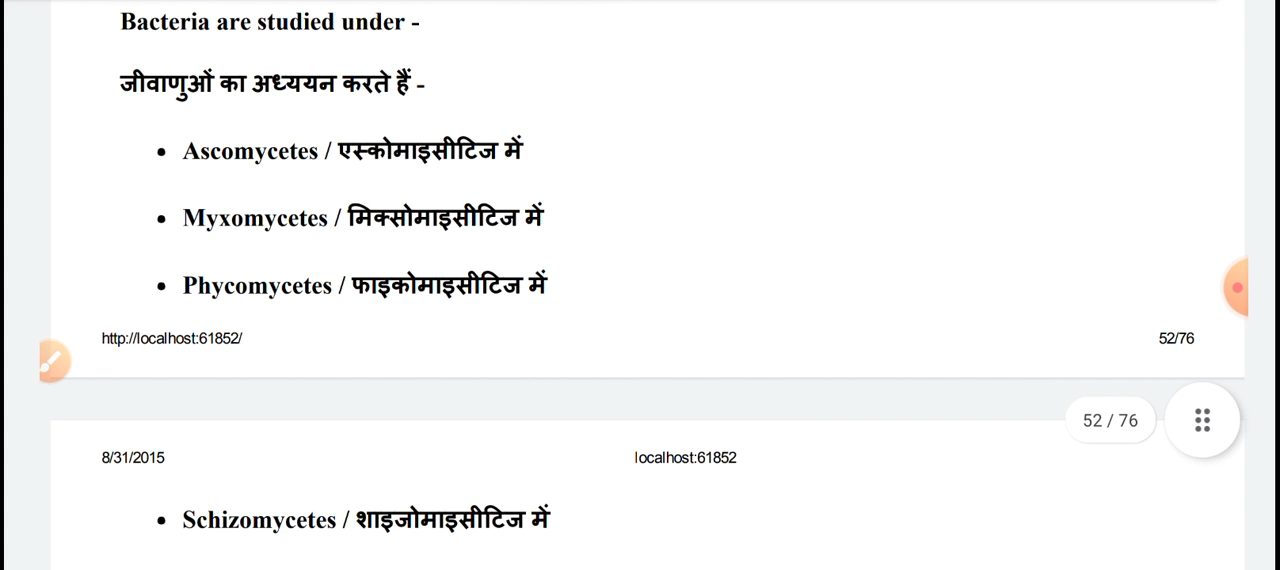 Bacteria are studied under -
जीवाणुओं का अध्ययन करते हैं -
• Ascomycetes / एस्कोमाइसीटिज में
• Myxomycetes / मिक्सोमाइसीटिज में
• Phycomycetes / फाइकोमाइसीटिज में
http://localhost:61852/ 52/76
52 / 76
8/31/2015 localhost:61852
• Schizomycetes / शाइजोमाइसीटिज में